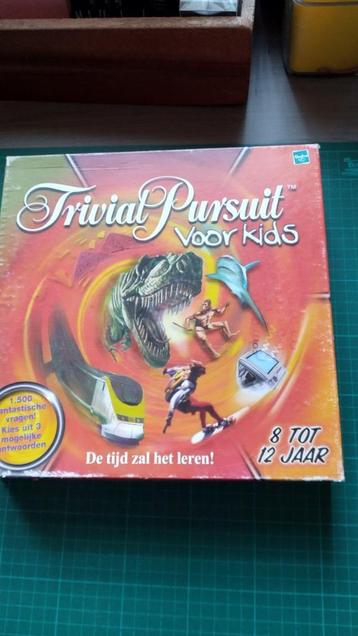 Trivial Pursuit™
Voor kids
1.500
fantastische
vragen!
Kies uit 3
mogelijke
antwoorden
8 TOT
12 JAAR
De tijd zal het leren!